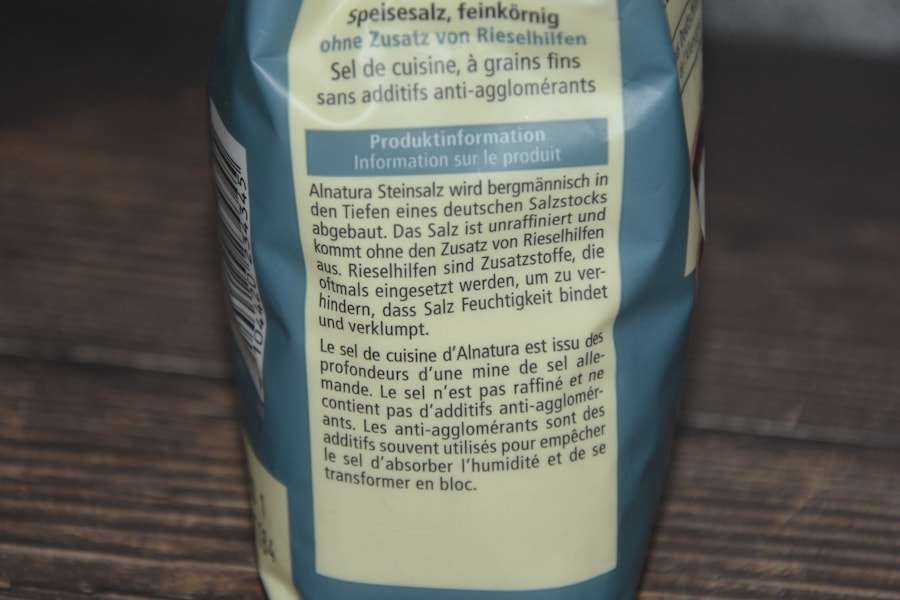 Speisesalz, feinkörnig
ohne Zusatz von Rieselhilfen
Sel de cuisine, à grains fins
sans additifs anti-agglomérants
Produktinformation
Information sur le produit
Alnatura Steinsalz wird bergmännisch in
den Tiefen eines deutschen Salzstocks
abgebaut. Das Salz ist unraffiniert und
kommt ohne den Zusatz von Rieselhilfen
aus. Rieselhilfen sind Zusatzstoffe, die
oftmals eingesetzt werden, um zu ver-
hindern, dass Salz Feuchtigkeit bindet
und verklumpt.
Le sel de cuisine d'Alnatura est issu des
profondeurs d'une mine de sel alle-
mande. Le sel n'est pas raffiné et ne
contient pas d'additifs anti-agglomér-
ants. Les anti-agglomérants sont des
additifs souvent utilisés pour empêcher
le sel d'absorber l'humidité et de se
transformer en bloc.